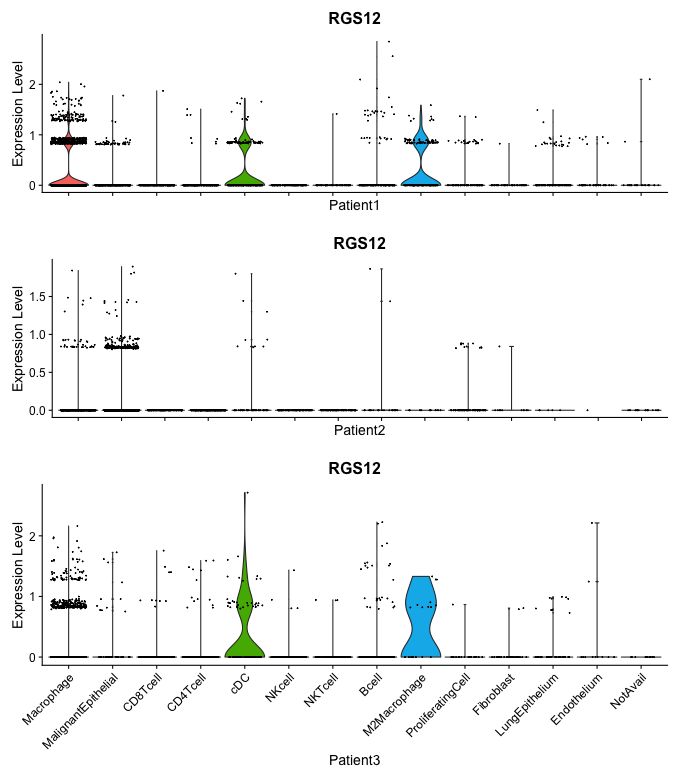 RGS12
Expression Level
2
1
0
Patient1
RGS12
Expression Level
1.5
1.0
0.5
0.0
Patient2
RGS12
Expression Level
2
1
0
Macrophage
MalignantEpithelial
CD8Tcell
CD4Tcell
cDC
NKcell
NKTcell
Bcell
M2Macrophage
ProliferatingCell
Fibroblast
LungEpithelium
Endothelium
NotAvail
Patient3